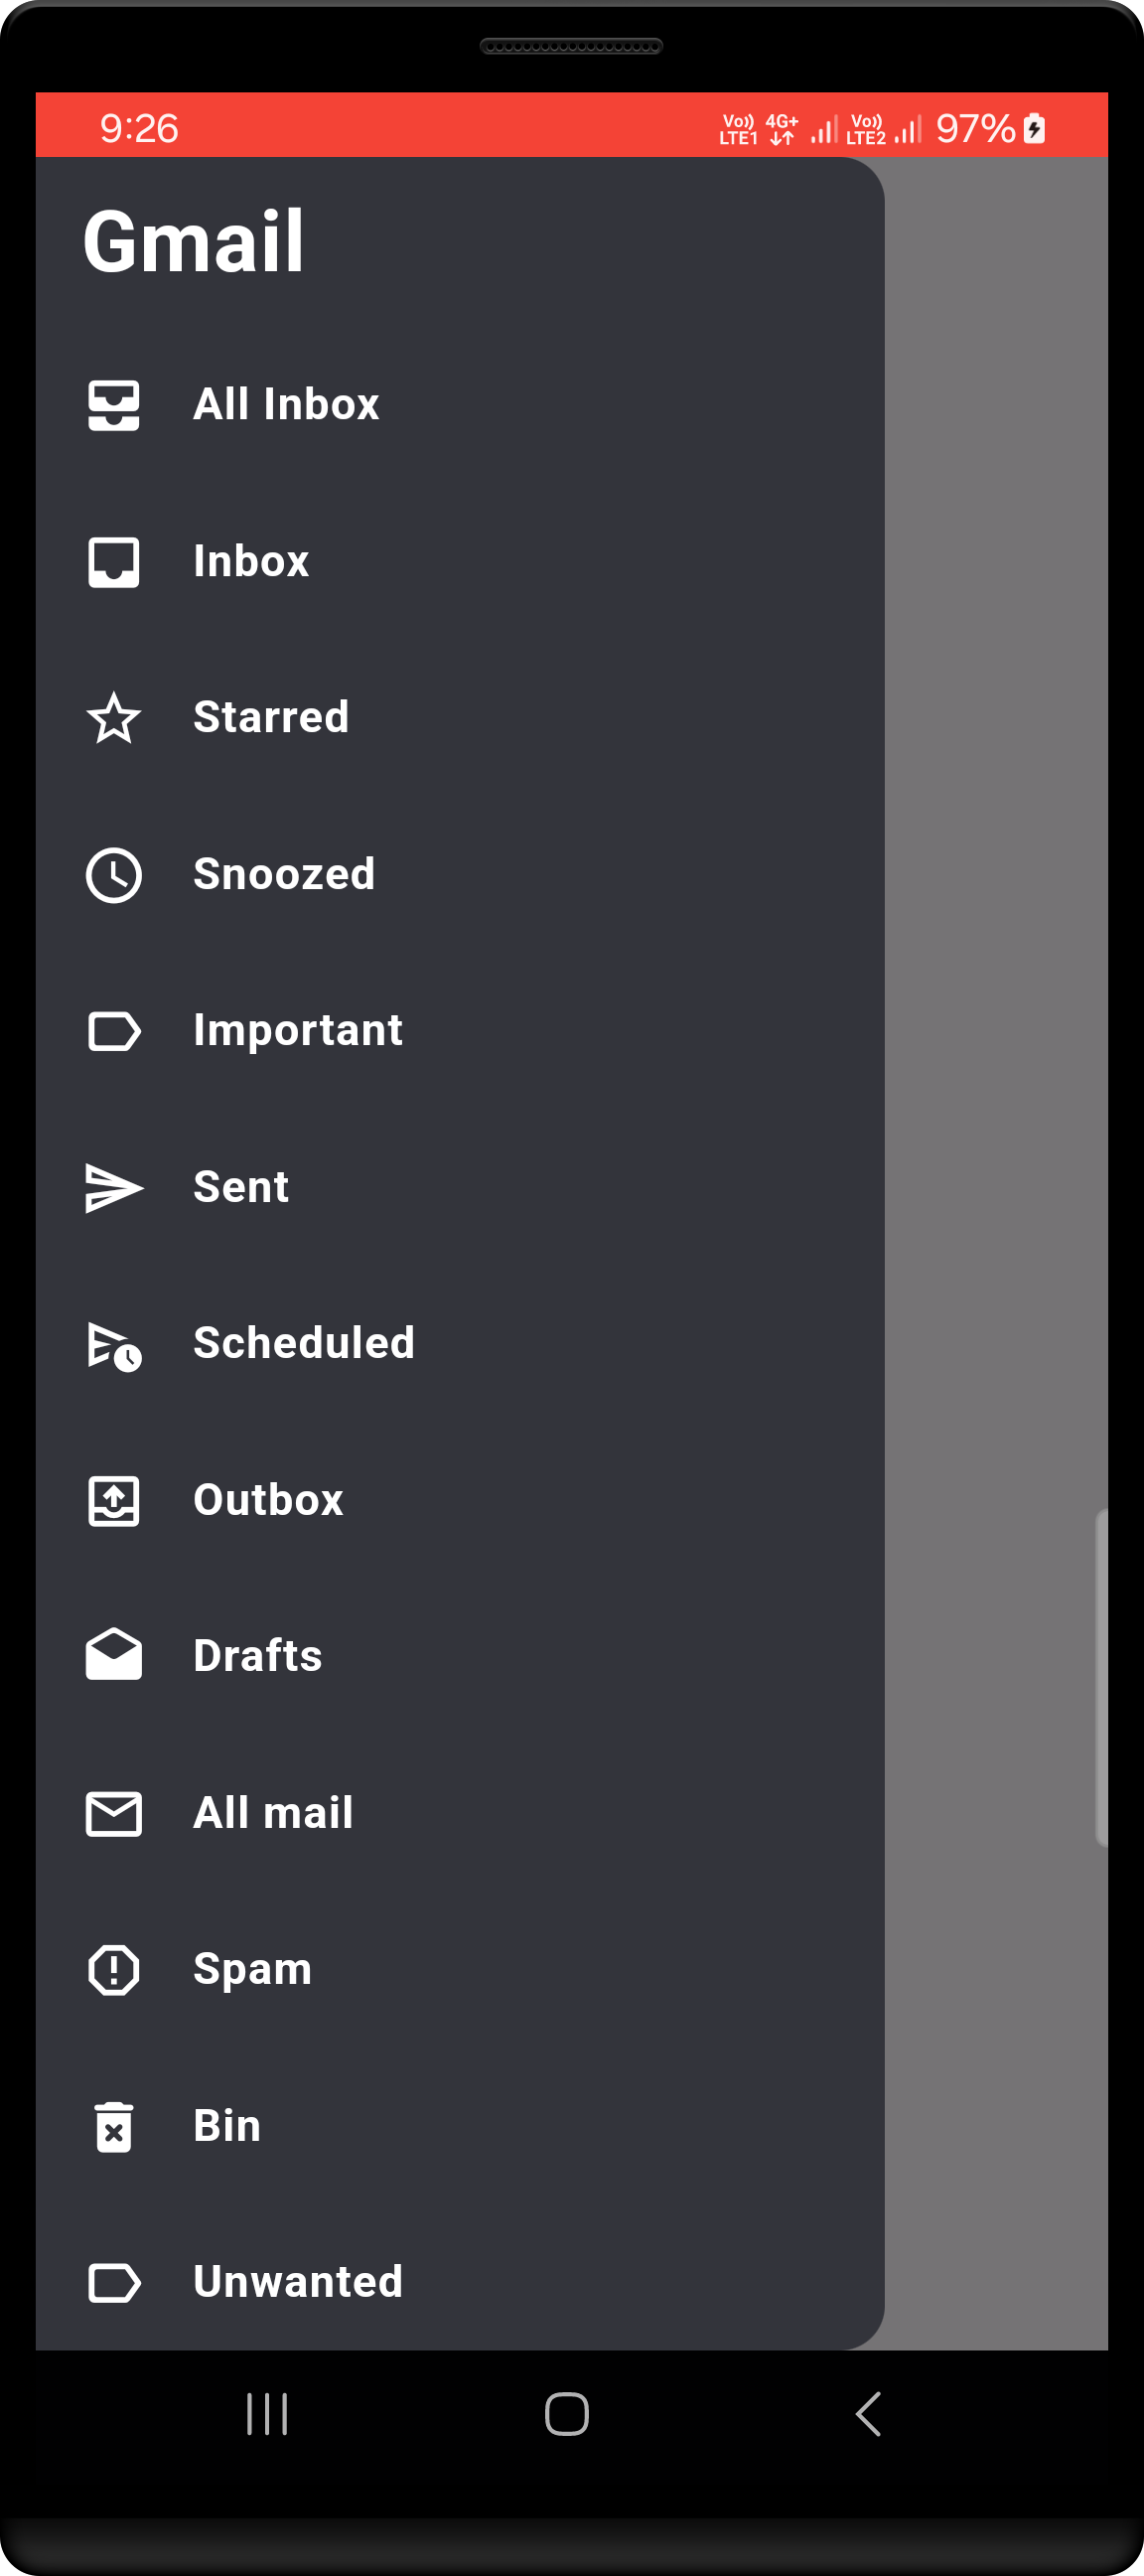 9:26 Vo)) LTE1 4G+ Vo)) LTE2 97%
Gmail
All Inbox
Inbox
Starred
Snoozed
Important
Sent
Scheduled
Outbox
Drafts
All mail
Spam
Bin
Unwanted